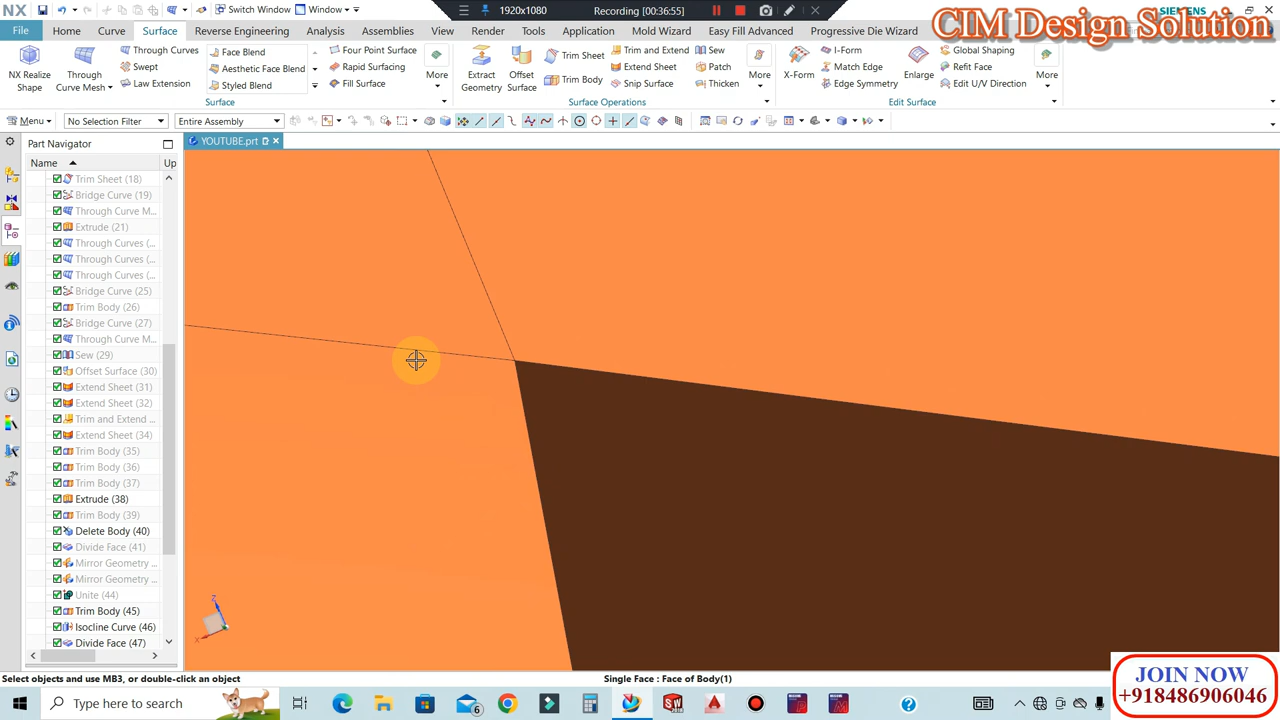 NX
Switch Window
Window
1920x1080
Recording [00:36:55]
CIM Design Solution
File
Home
Curve
Surface
Reverse Engineering
Analysis
Assemblies
View
Render
Tools
Application
Mold Wizard
Easy Fill Advanced
Progressive Die Wizard
NX Realize Shape
Through Curve Mesh
Through Curves
Swept
Law Extension
Face Blend
Aesthetic Face Blend
Styled Blend
Four Point Surface
Rapid Surfacing
Fill Surface
More
Extract Geometry
Offset Surface
Trim Sheet
Trim Body
Trim and Extend
Extend Sheet
Snip Surface
Sew
Patch
Thicken
More
X-Form
I-Form
Match Edge
Edge Symmetry
Enlarge
Global Shaping
Refit Face
Edit U/V Direction
More
Surface
Surface Operations
Edit Surface
Menu
No Selection Filter
Entire Assembly
Part Navigator
YOUTUBE.prt
Name
Up
Trim Sheet (18)
Bridge Curve (19)
Through Curve M...
Extrude (21)
Through Curves (...
Through Curves (...
Through Curves (...
Bridge Curve (25)
Trim Body (26)
Bridge Curve (27)
Through Curve M...
Sew (29)
Offset Surface (30)
Extend Sheet (31)
Extend Sheet (32)
Trim and Extend ...
Extend Sheet (34)
Trim Body (35)
Trim Body (36)
Trim Body (37)
Extrude (38)
Trim Body (39)
Delete Body (40)
Divide Face (41)
Mirror Geometry ...
Mirror Geometry ...
Unite (44)
Trim Body (45)
Isocline Curve (46)
Divide Face (47)
Z
X
Select objects and use MB3, or double-click an object
Single Face : Face of Body(1)
JOIN NOW
+918486906046
Type here to search
6